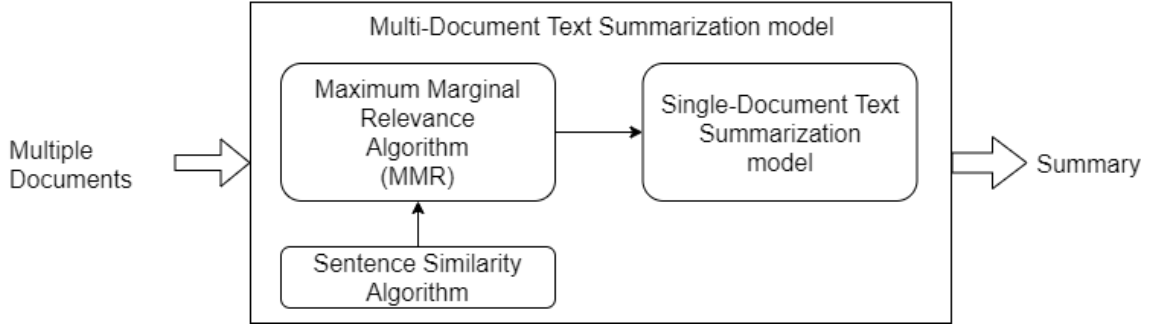 Multi-Document Text Summarization model
Maximum Marginal
Relevance
Algorithm
(MMR)
Single-Document Text
Summarization
model
Multiple
Documents
Summary
Sentence Similarity
Algorithm